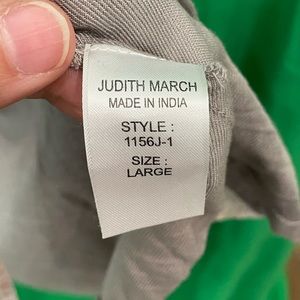 JUDITH MARCH
MADE IN INDIA
STYLE :
1156J-1
SIZE :
LARGE